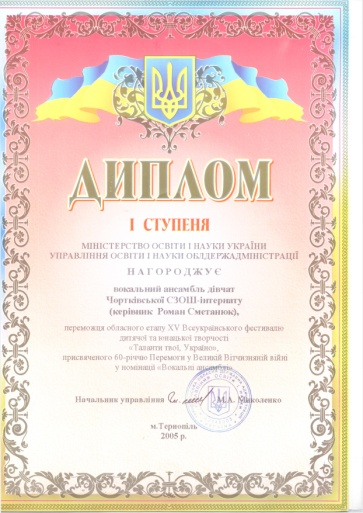 ДИПЛОМ
І СТУПЕНЯ
МІНІСТЕРСТВО ОСВІТИ І НАУКИ УКРАЇНИ
УПРАВЛІННЯ ОСВІТИ І НАУКИ ОБЛДЕРЖАДМІНІСТРАЦІЇ
НАГОРОДЖУЄ
вокальний ансамбль дівчат
Чортківської СЗОШ-інтернату
(керівник Роман Сметанюк),
переможця обласного етапу XV Всеукраїнського фестивалю
дитячої та юнацької творчості
«Таланти твої, Україно»,
присвяченого 60-річчю Перемоги у Великій Вітчизняній війні
у номінації «Вокальні ансамблі»
Начальник управління М.А. Миколенко
м.Тернопіль
2005 р.